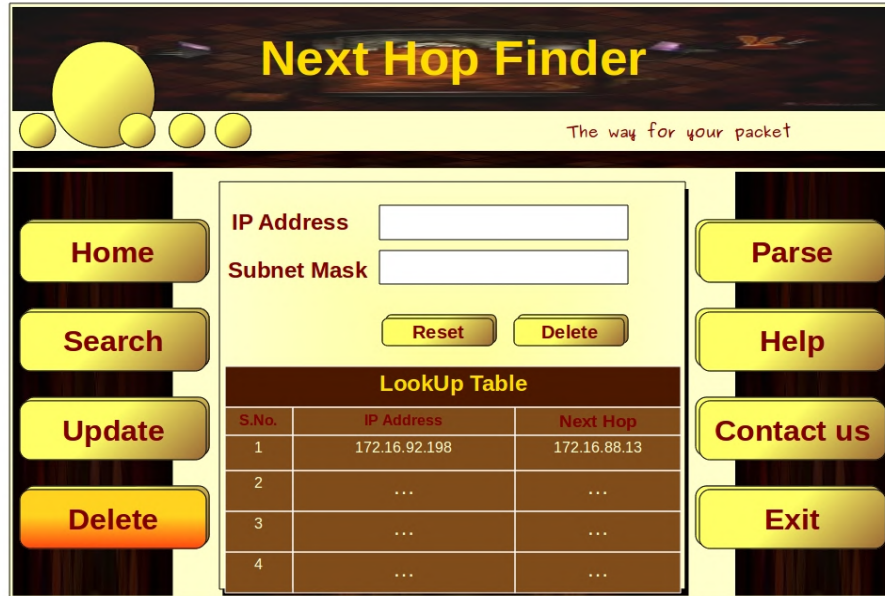 Next Hop Finder
The way for your packet
Home
Search
Update
Delete
IP Address
Subnet Mask
Reset Delete
LookUp Table
S.No. IP Address Next Hop
1 172.16.92.198 172.16.88.13
2 ... ...
3 ... ...
4 ... ...
Parse
Help
Contact us
Exit